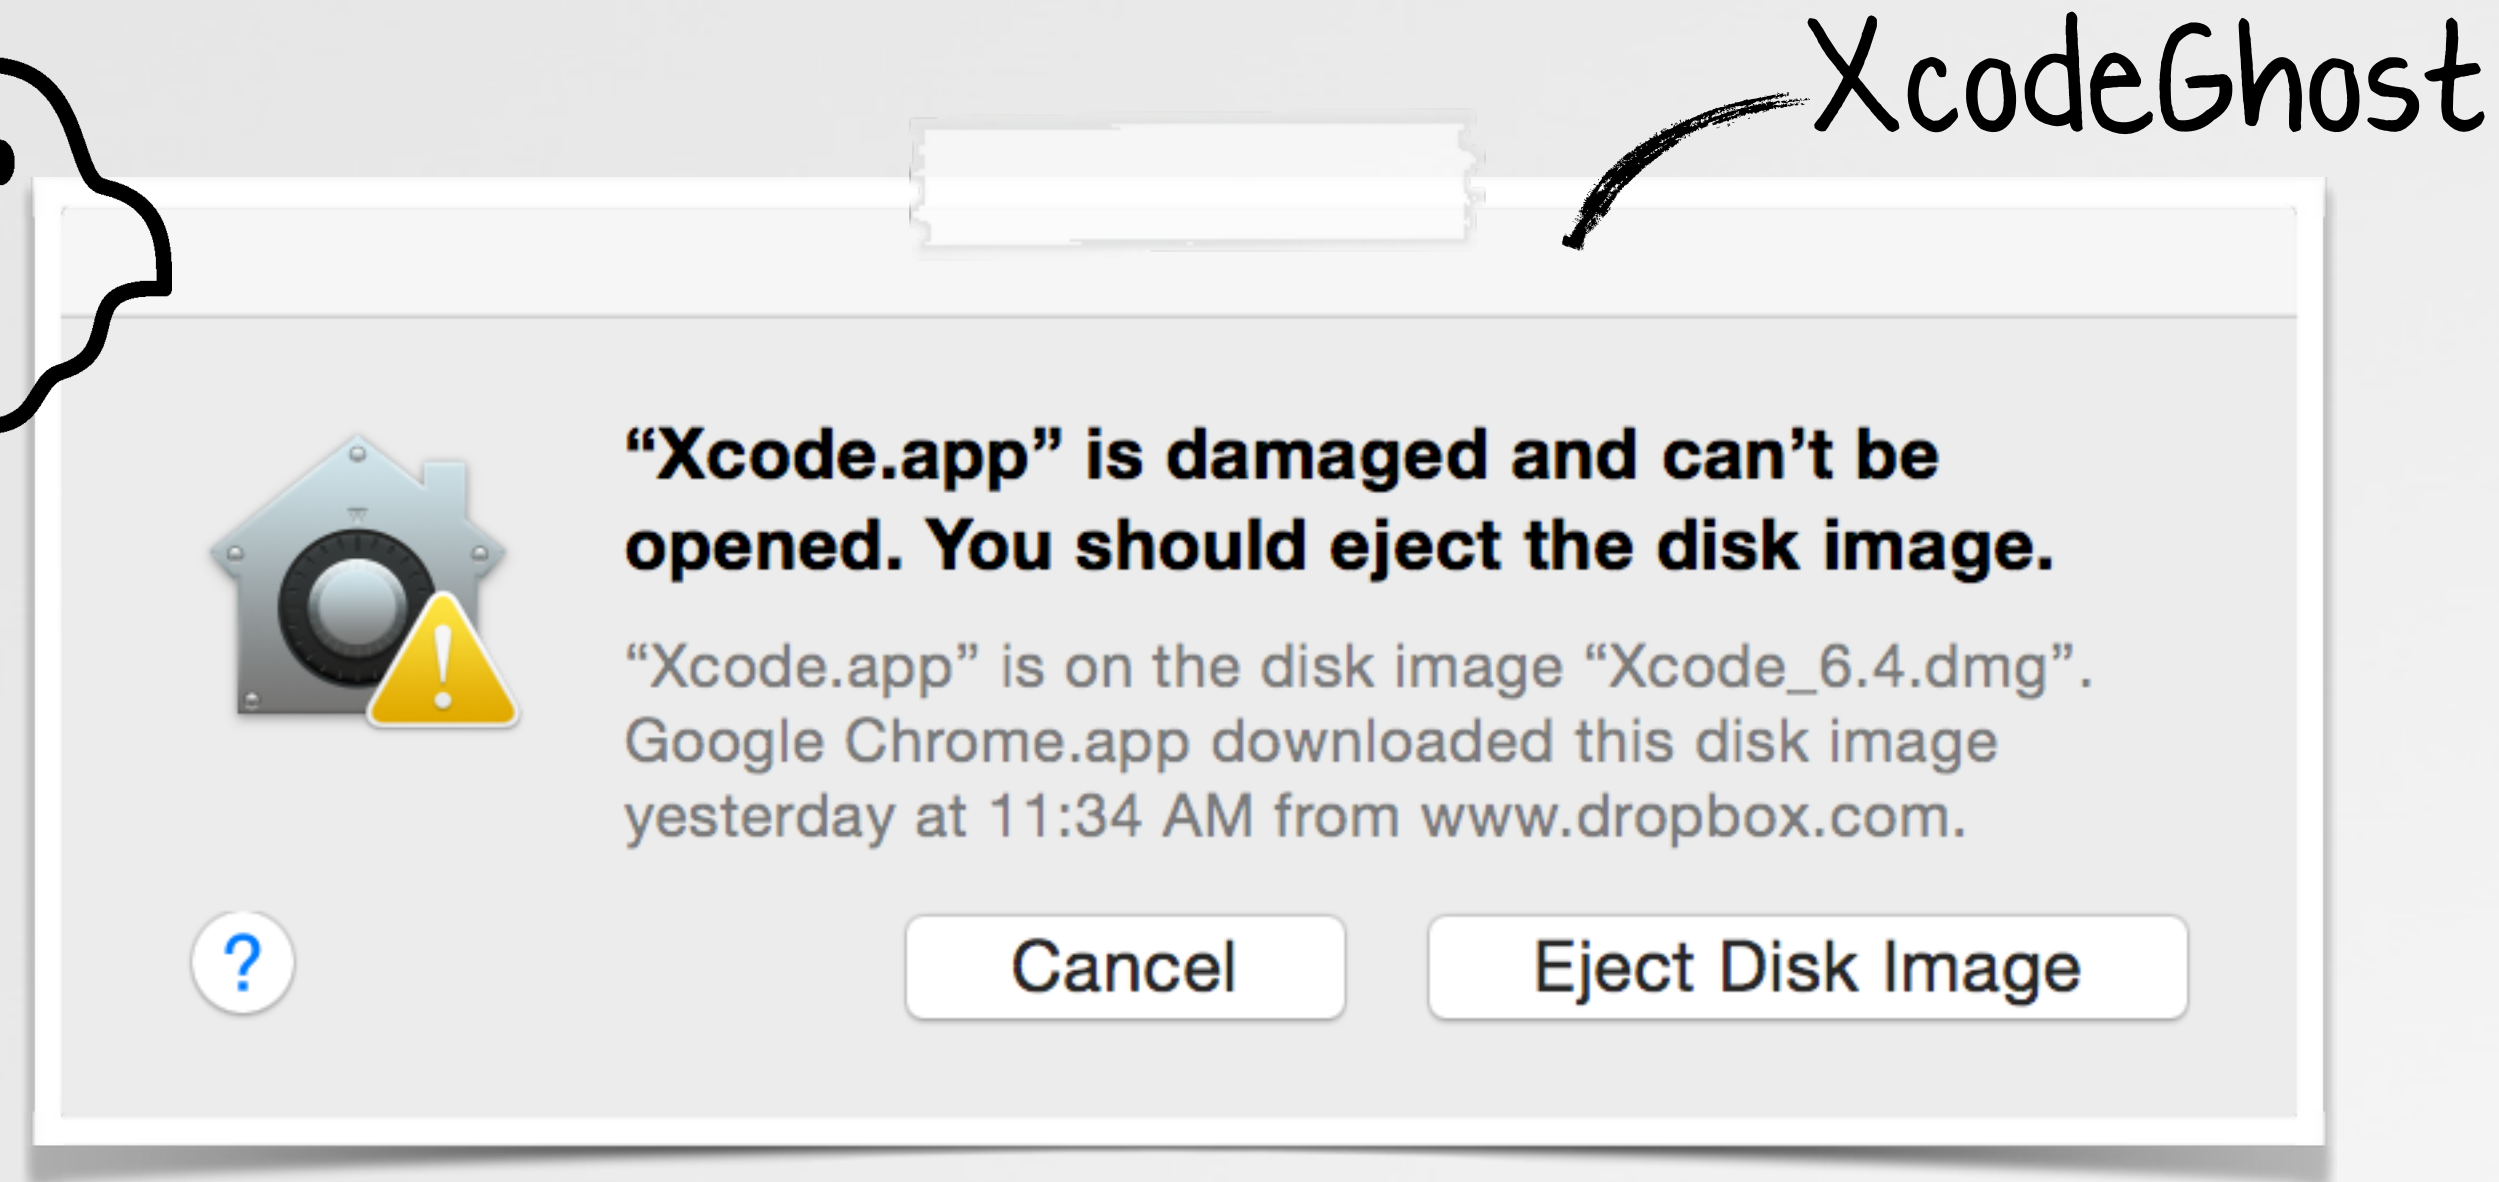 XcodeGhost
“Xcode.app” is damaged and can’t be
opened. You should eject the disk image.
“Xcode.app” is on the disk image “Xcode_6.4.dmg”.
Google Chrome.app downloaded this disk image
yesterday at 11:34 AM from www.dropbox.com.
?
Cancel
Eject Disk Image